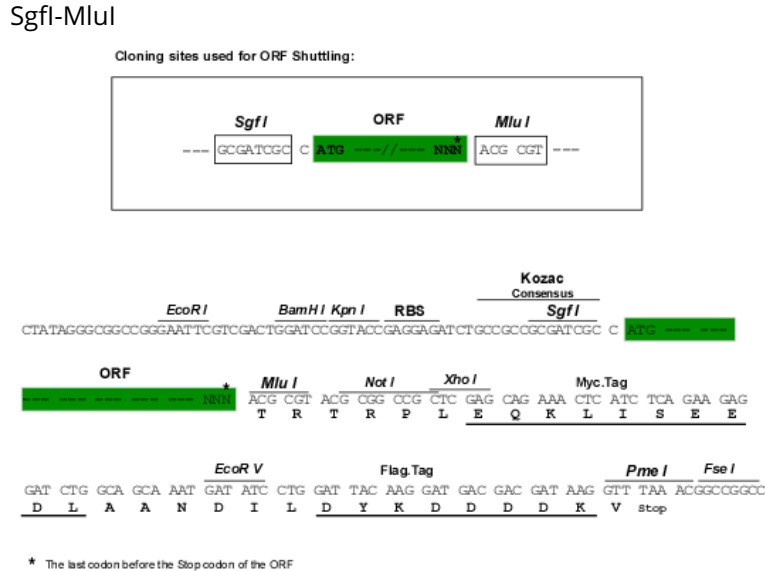 SgfI-MluI
Cloning sites used for ORF Shuttling:
Sgf I ORF Mlu I
--- GCGATCGC C ATG ---//--- NNN* ACG CGT ---
Kozac
Consensus
EcoR I BamH I Kpn I RBS Sgf I
CTATAGGGCGGCCGGGAATTCGTCGACTGGATCCGGTACCGAGGAGATCTGCCGCCGCGATCGC C ATG --- ---
ORF Mlu I Not I Xho I Myc.Tag
--- --- --- --- --- --- NNN* ACG CGT ACG CGG CCG CTC GAG CAG AAA CTC ATC TCA GAA GAG
T R T R P L E Q K L I S E E
EcoR V Flag.Tag Pme I Fse I
GAT CTG GCA GCA AAT GAT ATC CTG GAT TAC AAG GAT GAC GAC GAT AAG GTT TAA ACGGCCGGCC
D L A A N D I L D Y K D D D D K V Stop
* The last codon before the Stop codon of the ORF